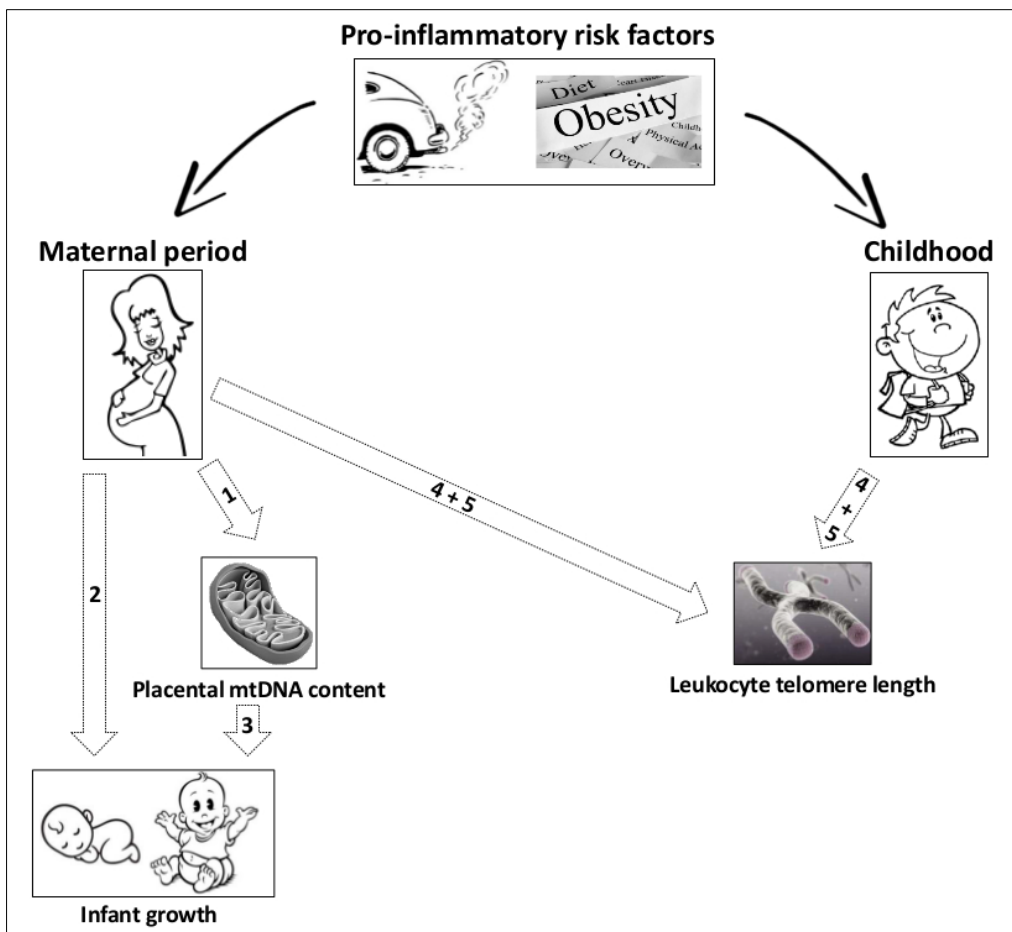 Pro-inflammatory risk factors
Diet
Obesity
Physical
Maternal period
Childhood
1
4 + 5
4
+
5
2
Placental mtDNA content
Leukocyte telomere length
3
Infant growth